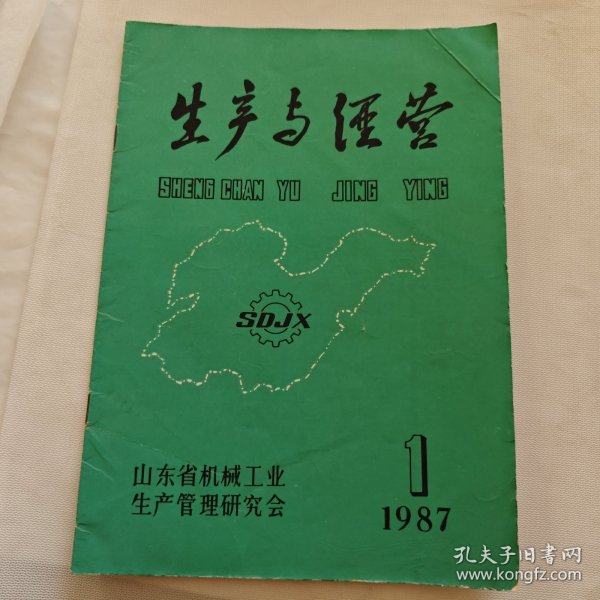 生产与经营
SHENG CHAN YU JING YING
SDJX
山东省机械工业
生产管理研究会
1
1987
孔夫子旧書网
www.kongfz.com